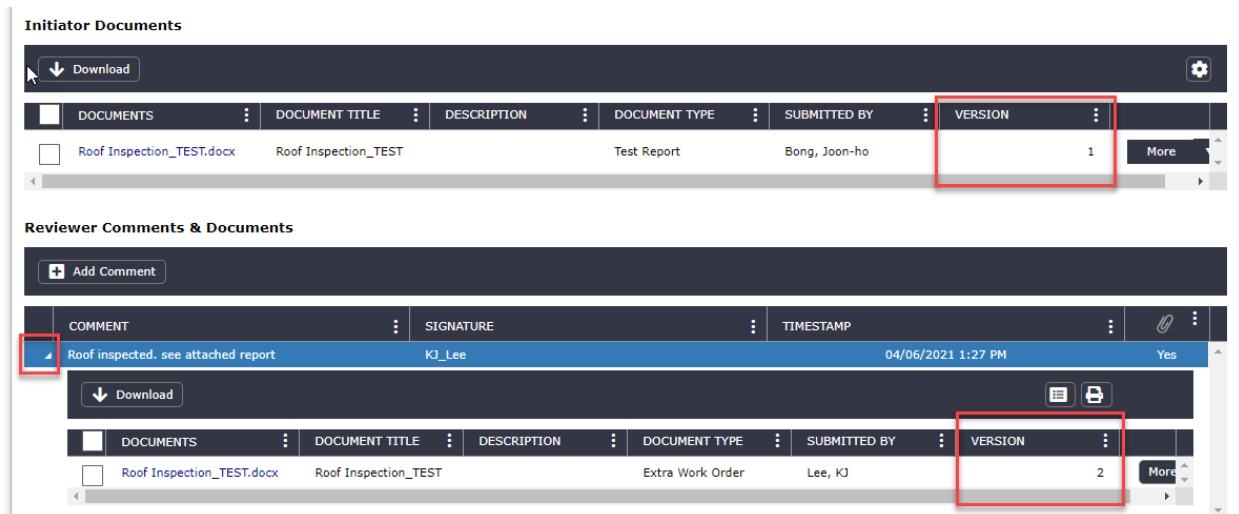 Initiator Documents
Download
DOCUMENTS DOCUMENT TITLE DESCRIPTION DOCUMENT TYPE SUBMITTED BY VERSION
Roof Inspection_TEST.docx Roof Inspection_TEST Test Report Bong, Joon-ho 1 More
Reviewer Comments & Documents
Add Comment
COMMENT SIGNATURE TIMESTAMP
Roof inspected. see attached report KJ_Lee 04/06/2021 1:27 PM Yes
Download
DOCUMENTS DOCUMENT TITLE DESCRIPTION DOCUMENT TYPE SUBMITTED BY VERSION
Roof Inspection_TEST.docx Roof Inspection_TEST Extra Work Order Lee, KJ 2 More